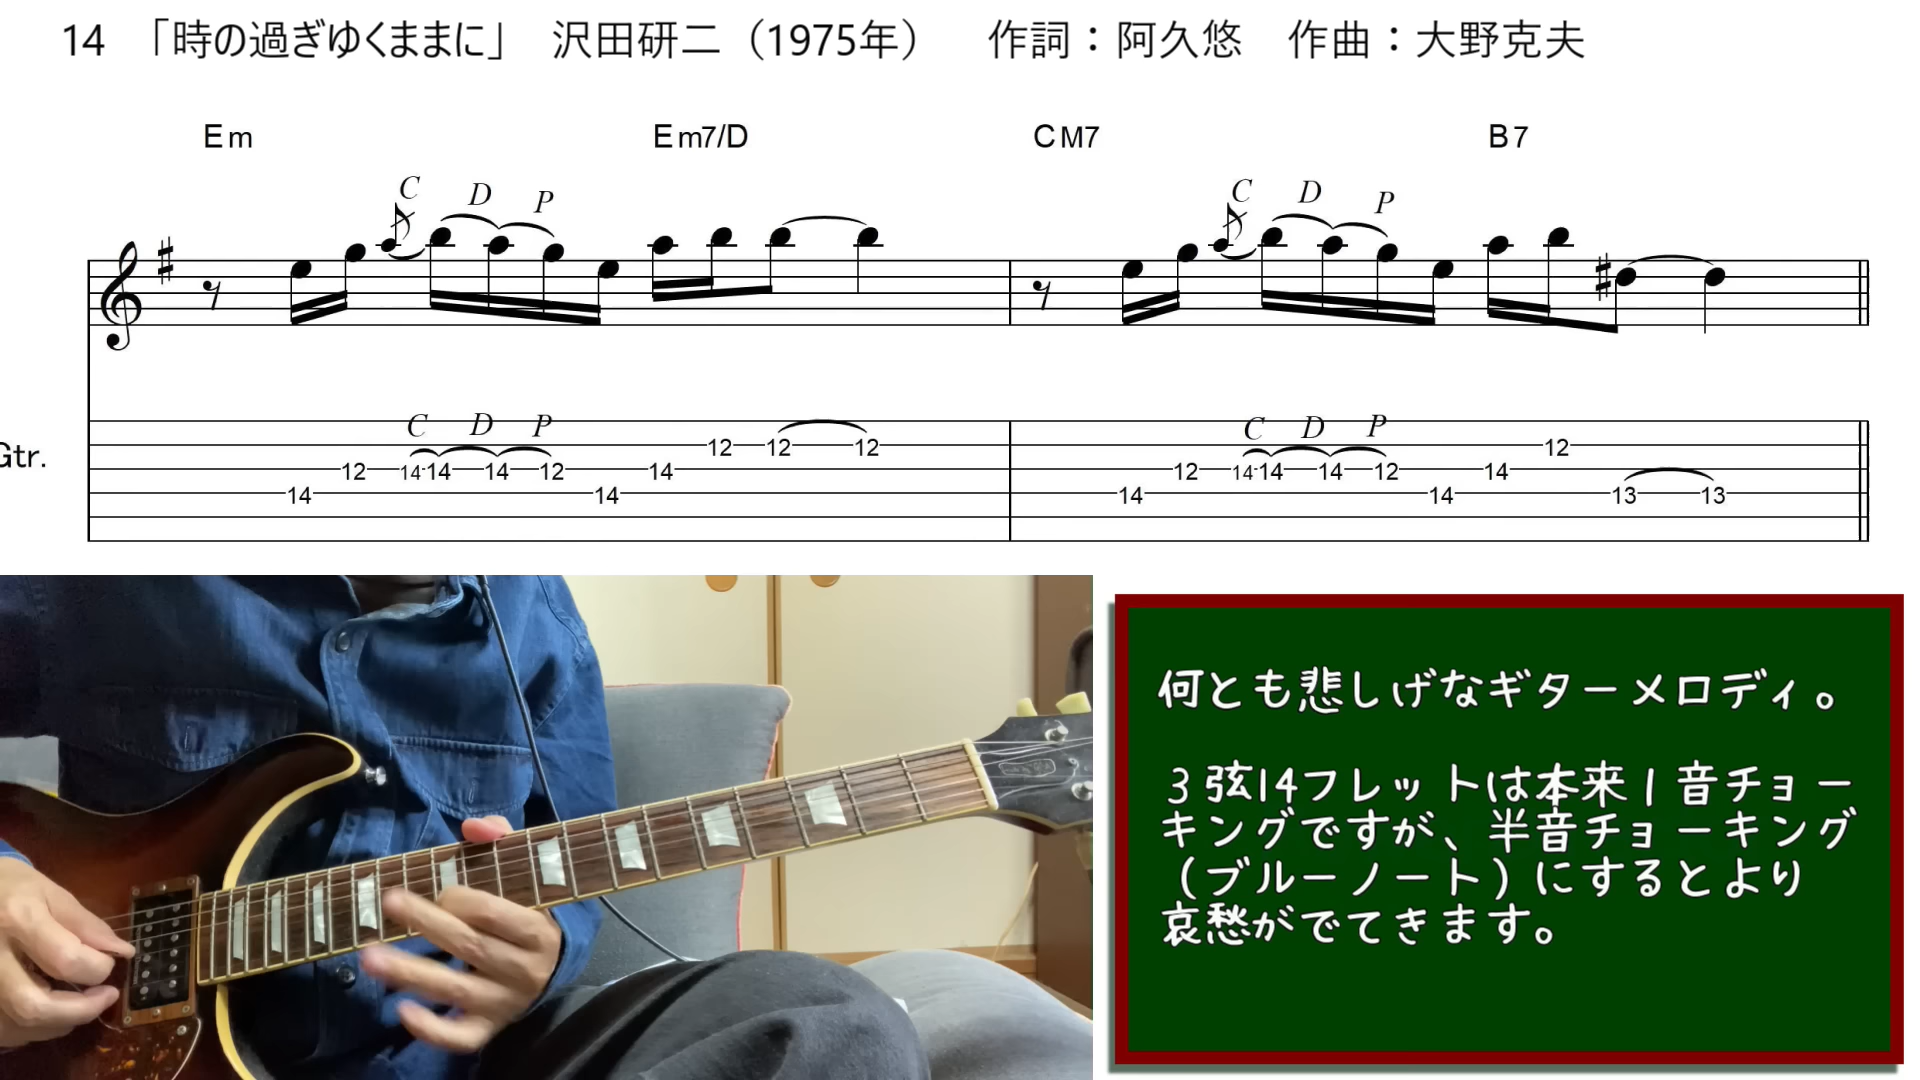 14 「時の過ぎゆくままに」 沢田研二（1975年） 作詞：阿久悠 作曲：大野克夫
Em Em7/D CM7 B7
C D P C D P
Gtr.
C D P C D P
12 12 12 12
12 14 14 14 12 14 12 14 14 14 12 14
14 14 14 14 13 13
何とも悲しげなギターメロディ。
３弦14フレットは本来１音チョー
キングですが、半音チョーキング
（ブルーノート）にするとより
哀愁がでてきます。